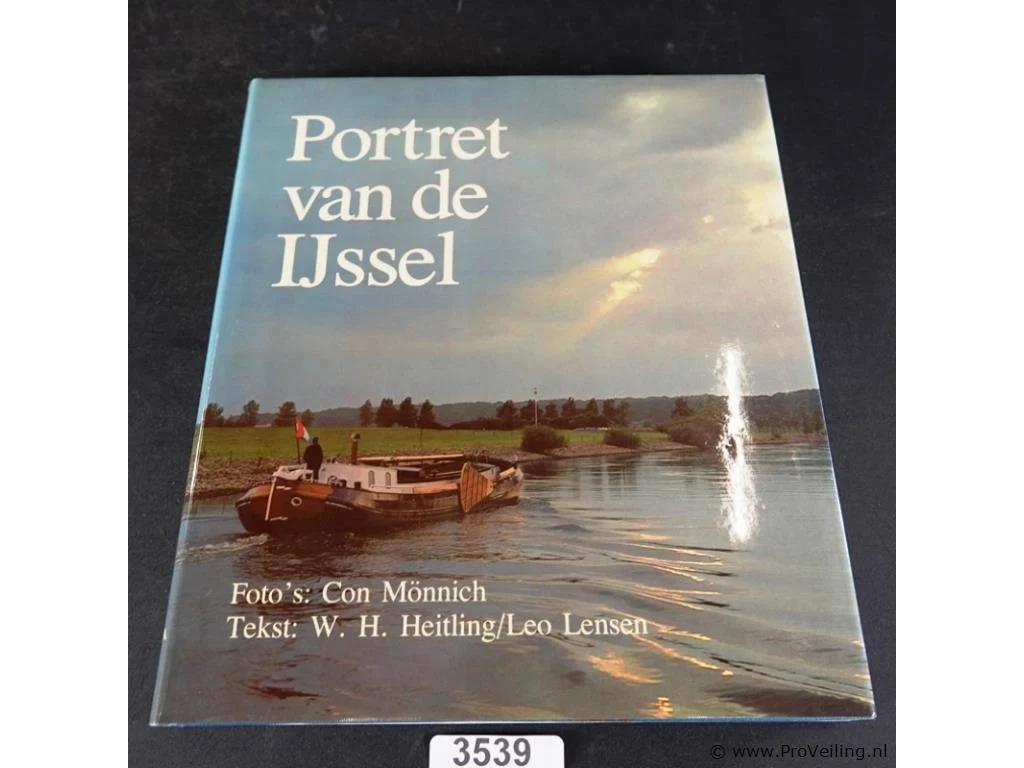 Portret
van de
IJssel
Foto's: Con Mönnich
Tekst: W. H. Heitling/Leo Lensen
3539
© www.ProVeiling.nl